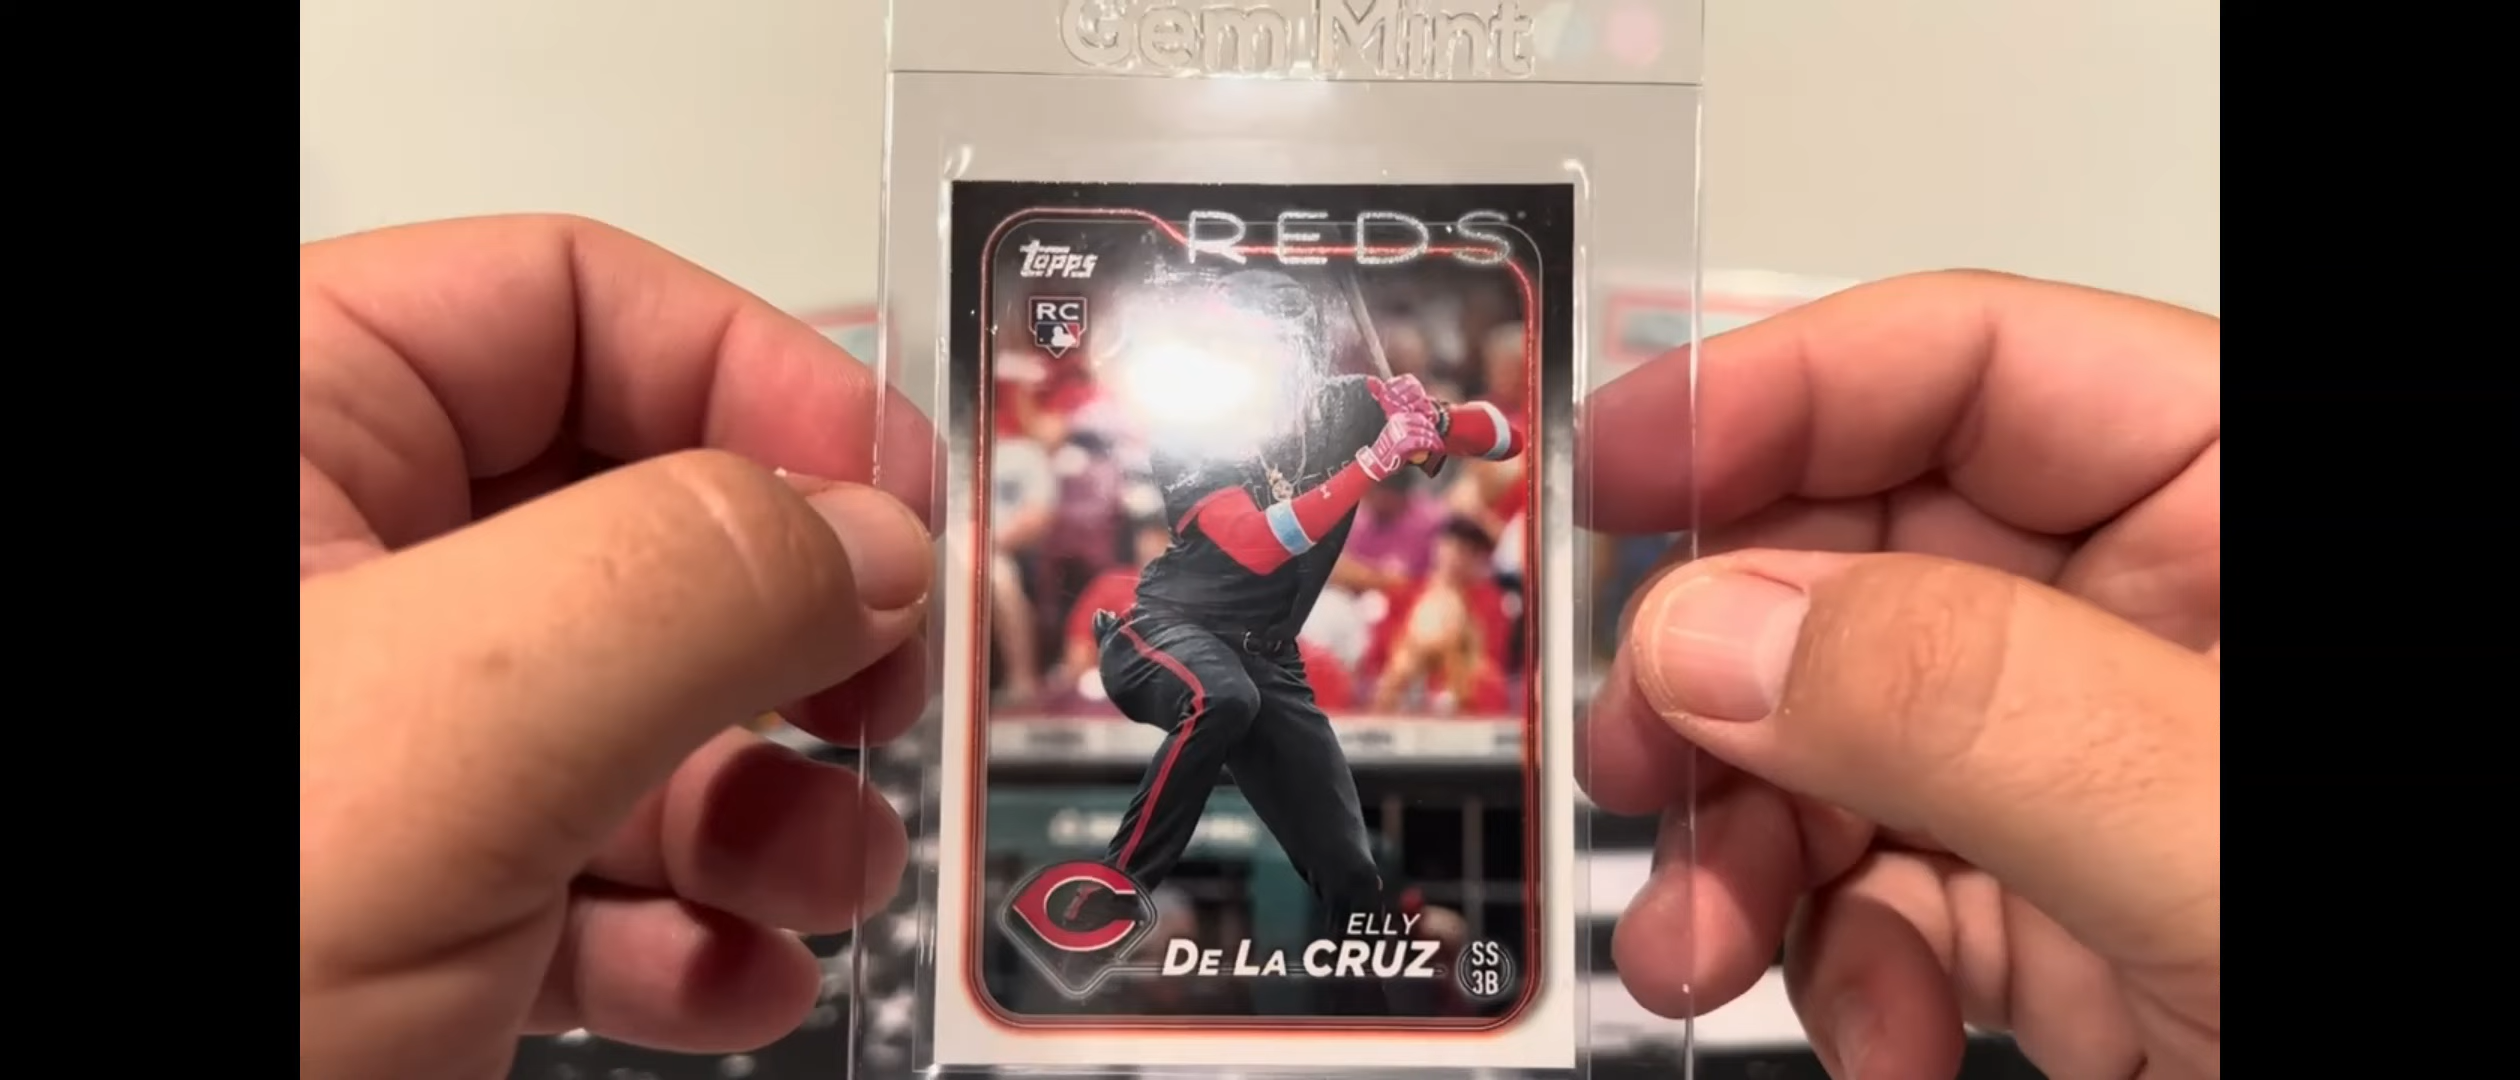 Gem Mint
REDS
topps
RC
ELLY
DE LA CRUZ
SS
3B